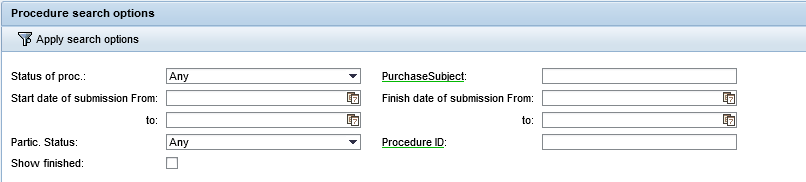 Procedure search options
Apply search options
Status of proc.: Any PurchaseSubject:
Start date of submission From: Finish date of submission From:
to: to:
Partic. Status: Any Procedure ID:
Show finished: